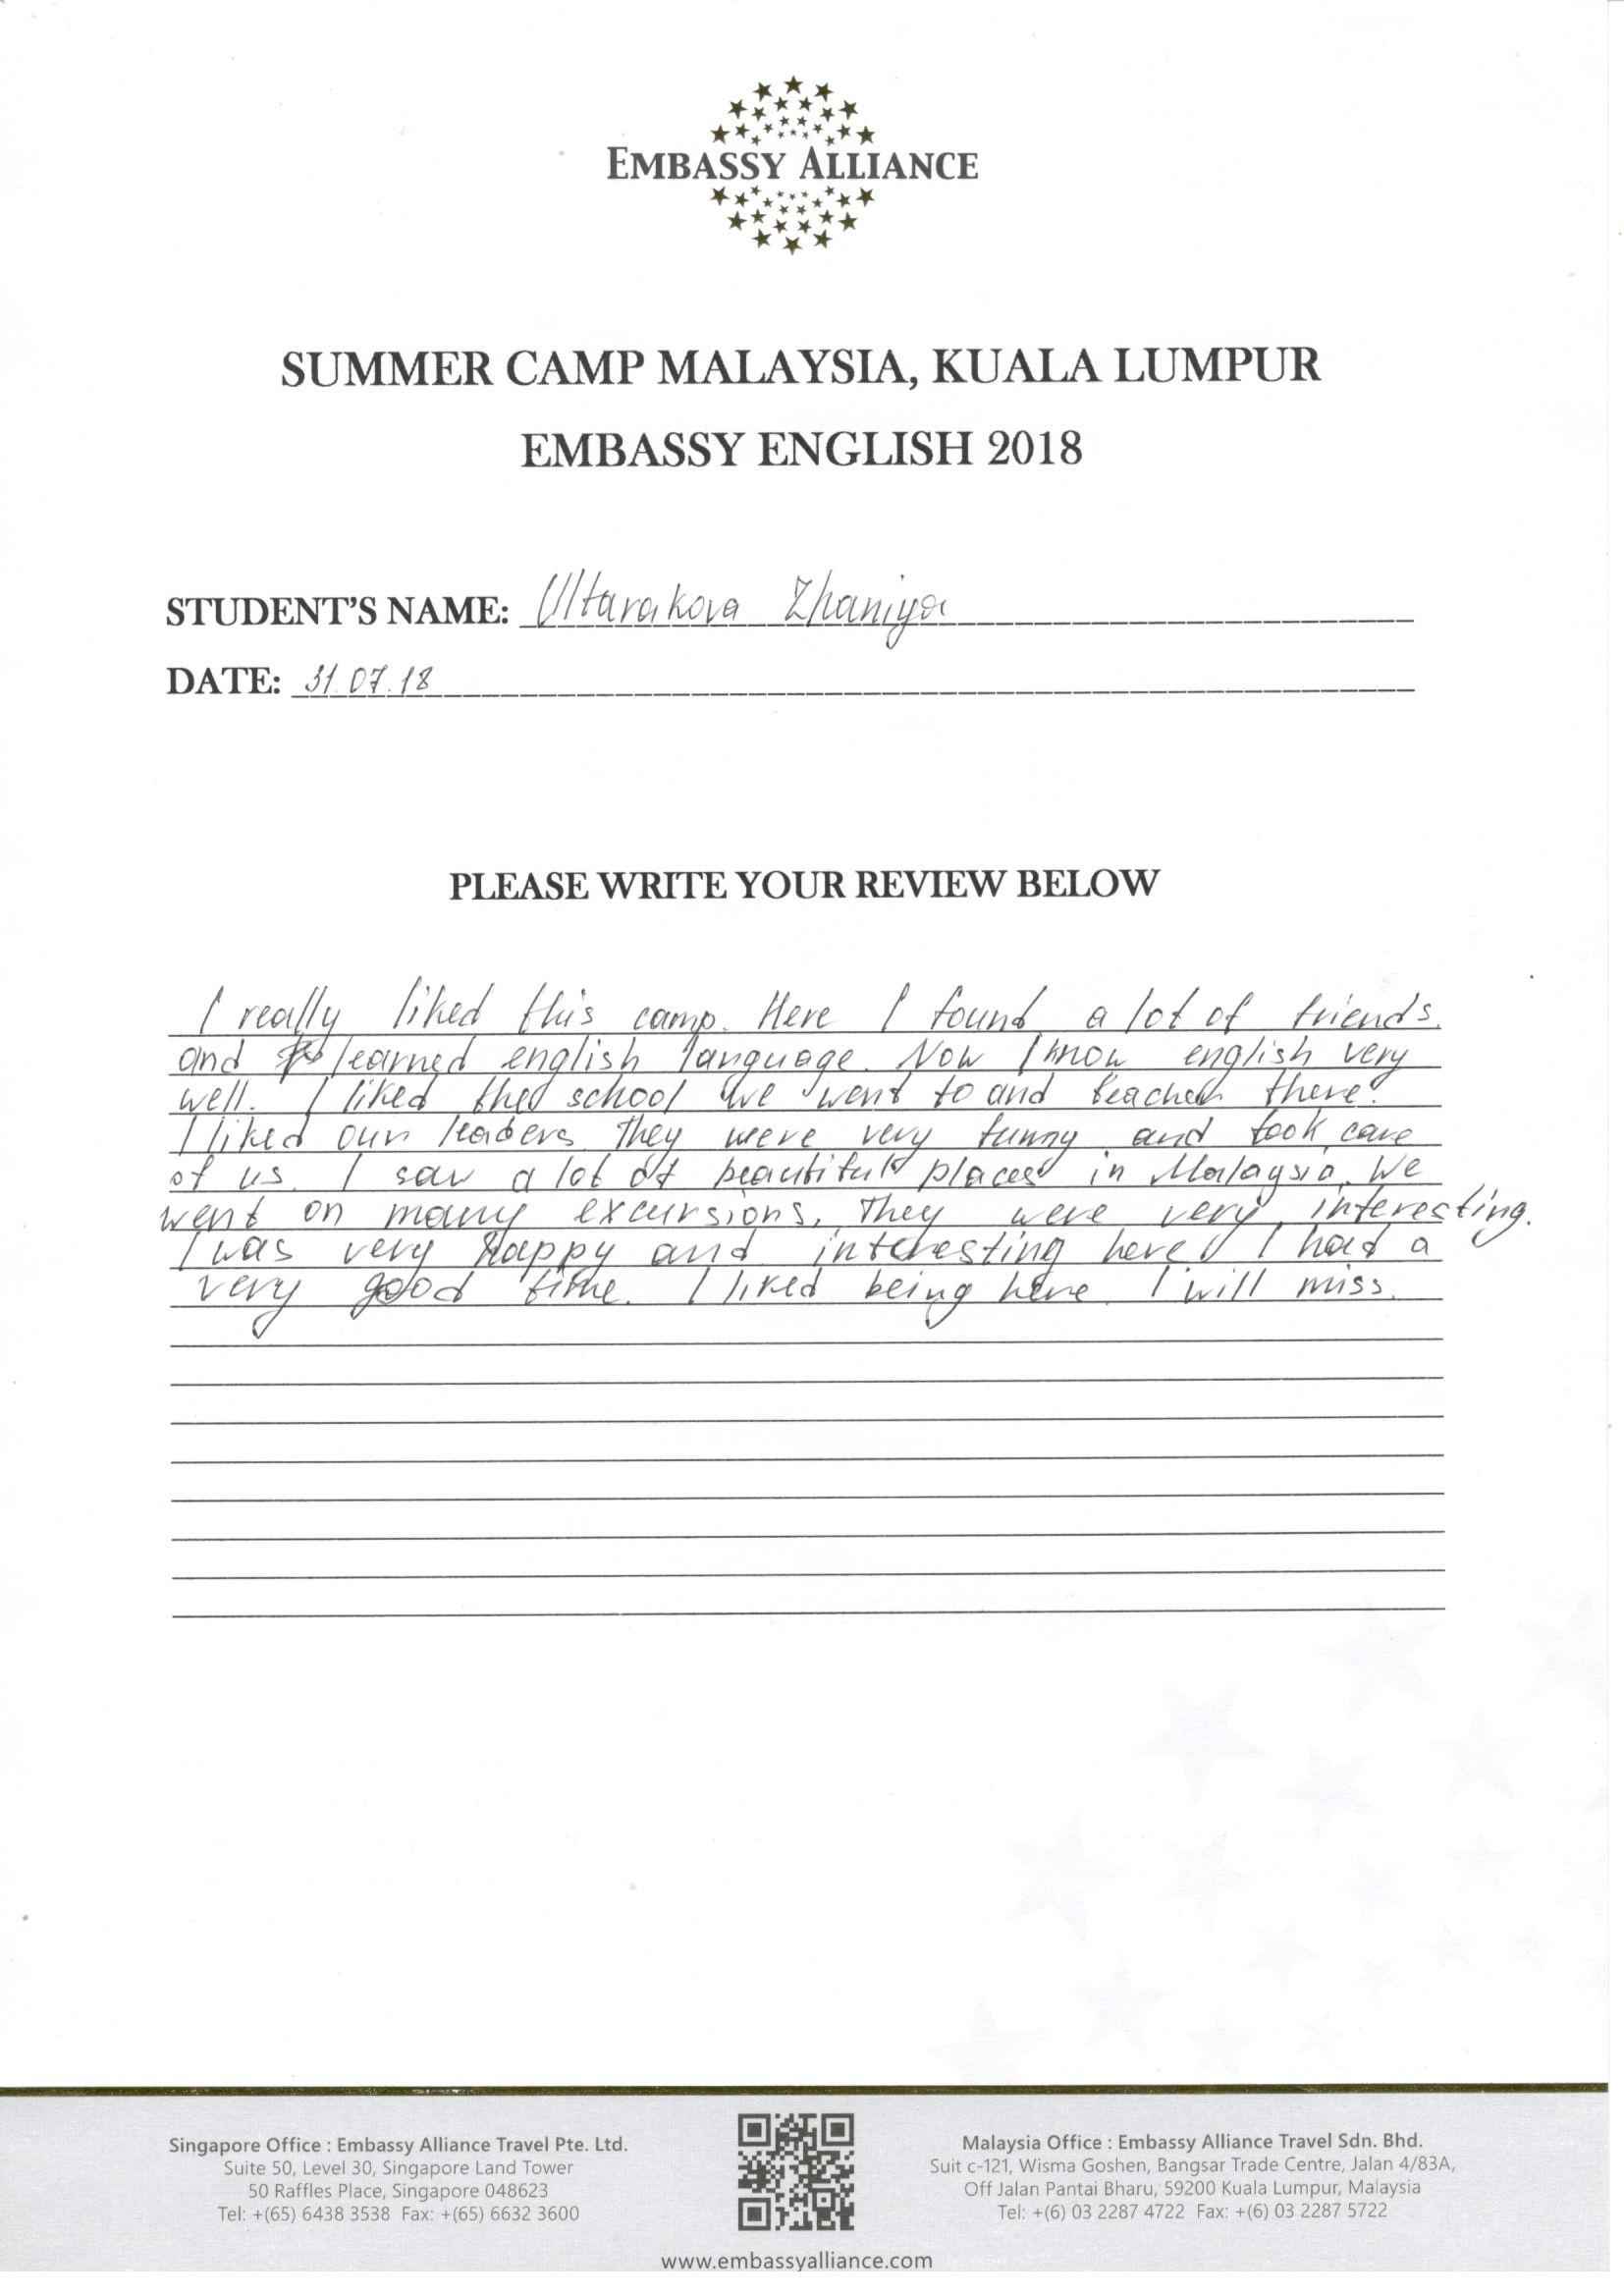 EMBASSY ALLIANCE
SUMMER CAMP MALAYSIA, KUALA LUMPUR
EMBASSY ENGLISH 2018
STUDENT'S NAME: Ultarakova Zhaniya
DATE: 31.07.18
PLEASE WRITE YOUR REVIEW BELOW
I really liked this camp. Here I found a lot of friends.
and learned english language. Now I know english very
well. I liked the school we went to and teacher there.
I liked our leaders. They were very funny and took care
of us. I saw a lot of beautiful places in Malaysia. We
went on many excursions. They were very interesting.
I was very happy and interesting here. I had a
very good time. I liked being here. I will miss.
Singapore Office : Embassy Alliance Travel Pte. Ltd.
Suite 50, Level 30, Singapore Land Tower
50 Raffles Place, Singapore 048623
Tel: +(65) 6438 3538 Fax: +(65) 6632 3600
Malaysia Office : Embassy Alliance Travel Sdn. Bhd.
Suit c-121, Wisma Goshen, Bangsar Trade Centre, Jalan 4/83A,
Off Jalan Pantai Bharu, 59200 Kuala Lumpur, Malaysia
Tel: +(6) 03 2287 4722 Fax: +(6) 03 2287 5722
www.embassyalliance.com